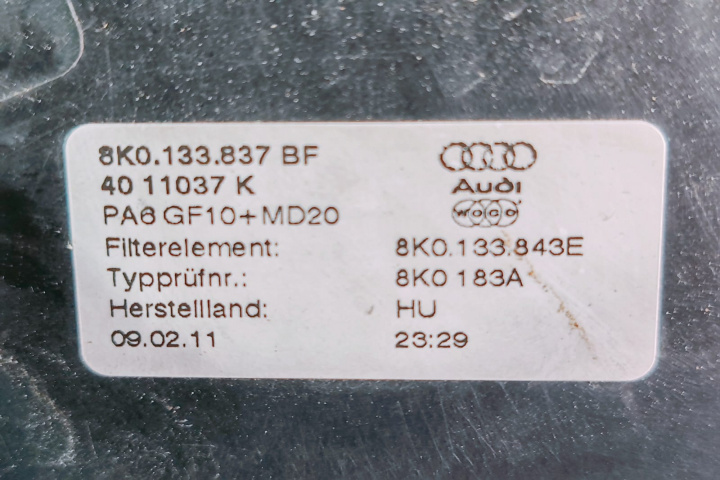 8K0.133.837 BF
40 11037 K
Audi
PA6 GF10+MD20
woco
Filterelement: 8K0.133.843E
Typprüfnr.: 8K0 183A
Herstellland: HU
09.02.11 23:29